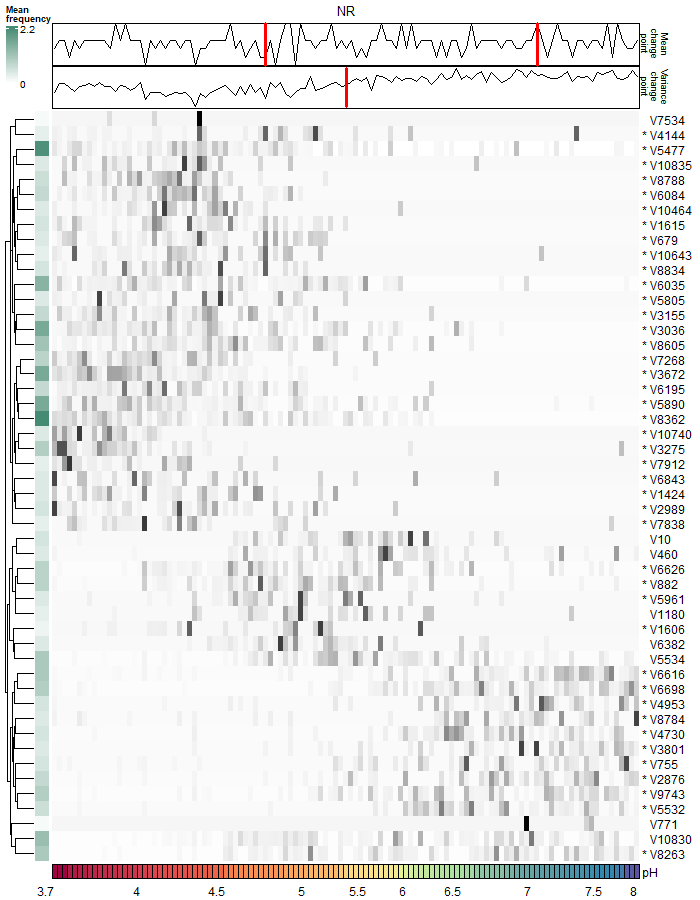 Mean
frequency
2.2
0
NR
Mean
change
point
Variance
change
point
V7534
* V4144
* V5477
* V10835
* V8788
* V6084
* V10464
* V1615
* V679
* V10643
* V8834
* V6035
* V5805
* V3155
* V3036
* V8605
V7268
* V3672
* V6195
* V5890
* V8362
* V10740
* V3275
* V7912
* V6843
* V1424
* V2989
* V7838
V10
V460
* V6626
* V882
* V5961
V1180
* V1606
V6382
V5534
* V6616
* V6698
* V4953
* V8784
* V4730
* V3801
* V755
* V2876
* V9743
* V5532
V771
V10830
* V8263
pH
3.7 4 4.5 5 5.5 6 6.5 7 7.5 8